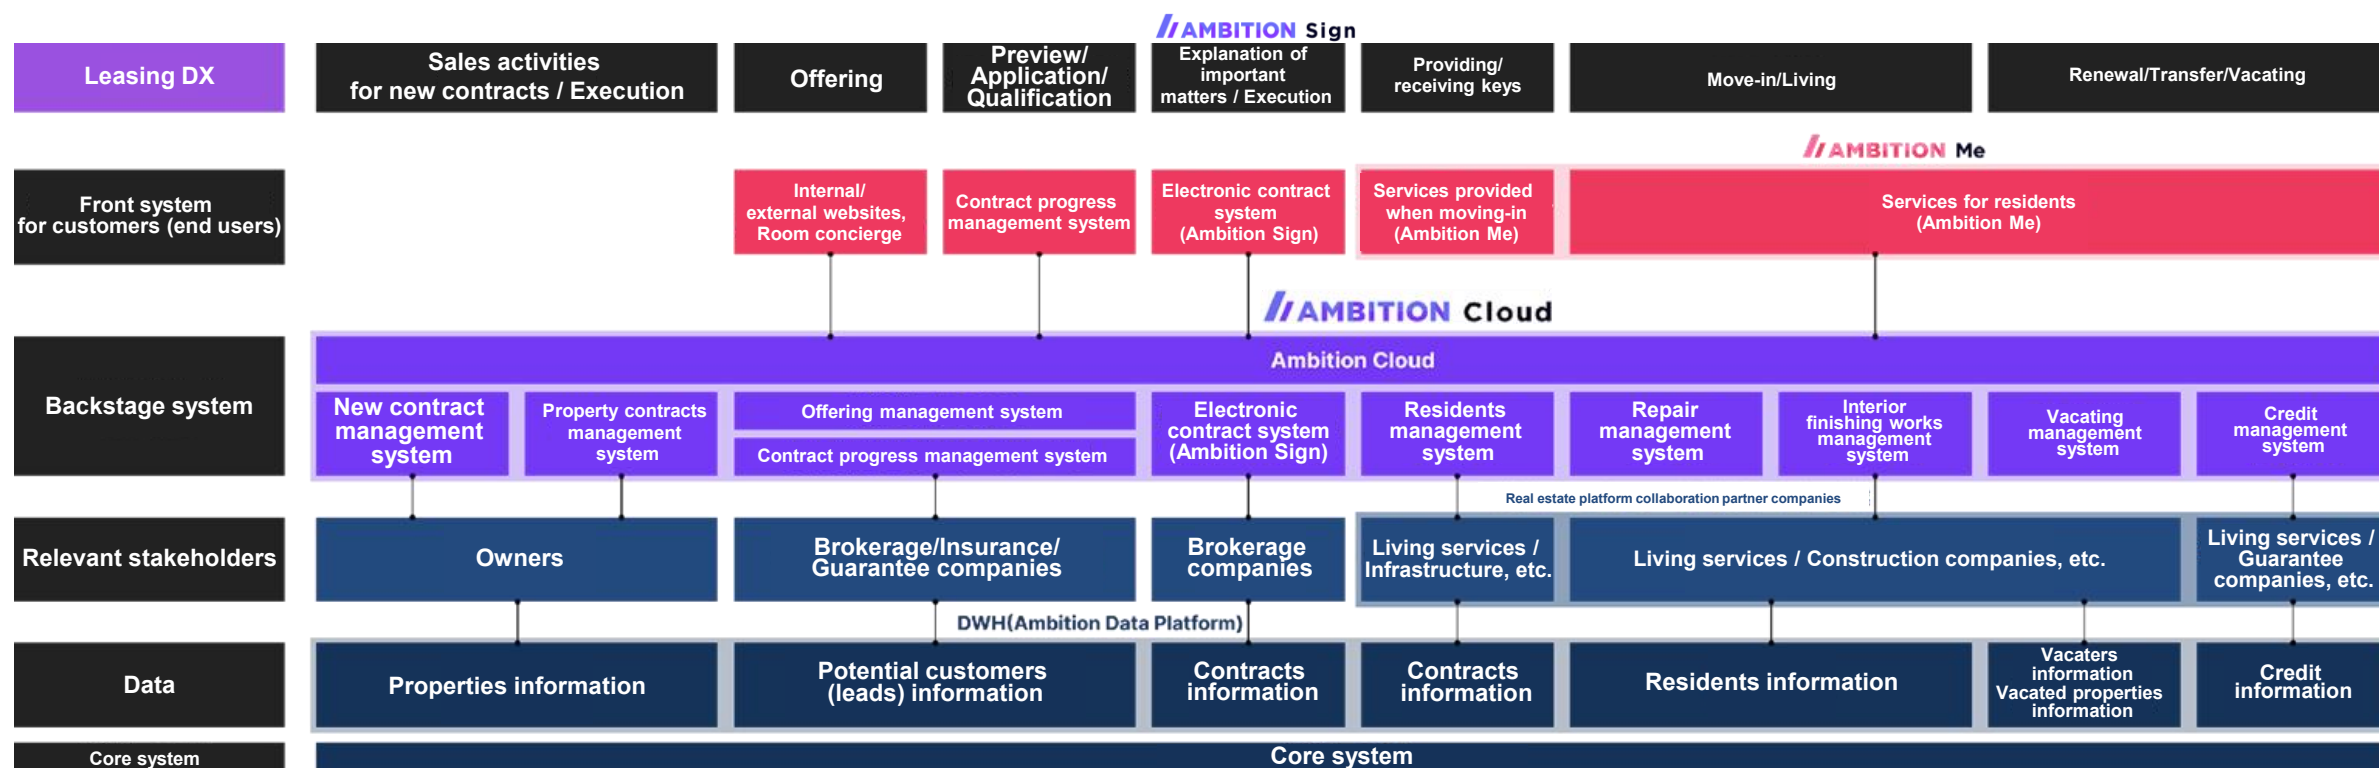 AMBITION Sign
Leasing DX
Sales activities
for new contracts / Execution
Offering
Preview/
Application/
Qualification
Explanation of
important
matters / Execution
Providing/
receiving keys
Move-in/Living
Renewal/Transfer/Vacating
AMBITION Me
Front system
for customers (end users)
Internal/
external websites,
Room concierge
Contract progress
management system
Electronic contract
system
(Ambition Sign)
Services provided
when moving-in
(Ambition Me)
Services for residents
(Ambition Me)
AMBITION Cloud
Backstage system
Ambition Cloud
New contract
management
system
Property contracts
management
system
Offering management system
Contract progress management system
Electronic
contract system
(Ambition Sign)
Residents
management
system
Repair
management
system
Interior
finishing works
management
system
Vacating
management
system
Credit
management
system
Real estate platform collaboration partner companies
Relevant stakeholders
Owners
Brokerage/Insurance/
Guarantee companies
Brokerage
companies
Living services /
Infrastructure, etc.
Living services / Construction companies, etc.
Living services /
Guarantee
companies, etc.
DWH(Ambition Data Platform)
Data
Properties information
Potential customers
(leads) information
Contracts
information
Contracts
information
Residents information
Vacaters
information
Vacated properties
information
Credit
information
Core system
Core system